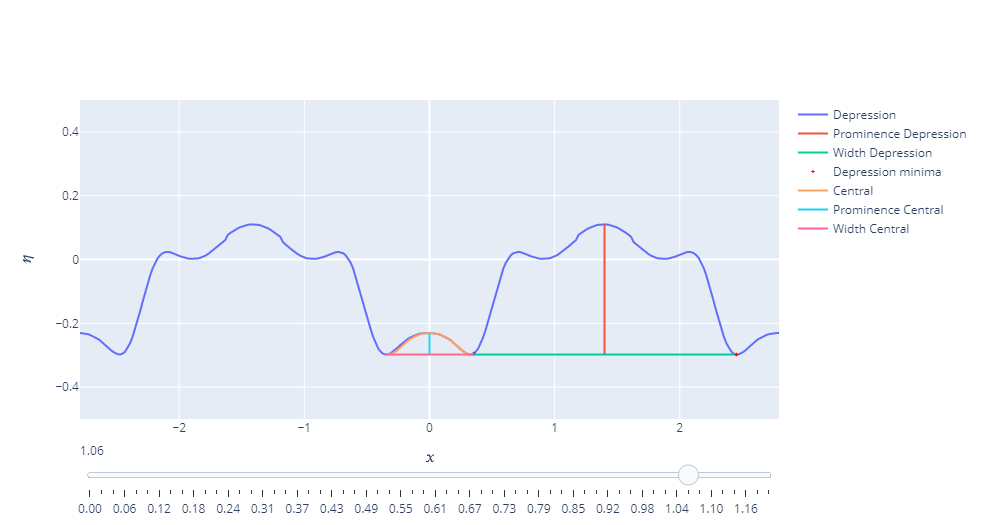 0.4
0.2
0
−0.2
−0.4
η
−2
−1
0
1
2
x
Depression
Prominence Depression
Width Depression
Depression minima
Central
Prominence Central
Width Central
1.06
0.00 0.06 0.12 0.18 0.24 0.31 0.37 0.43 0.49 0.55 0.61 0.67 0.73 0.79 0.85 0.92 0.98 1.04 1.10 1.16